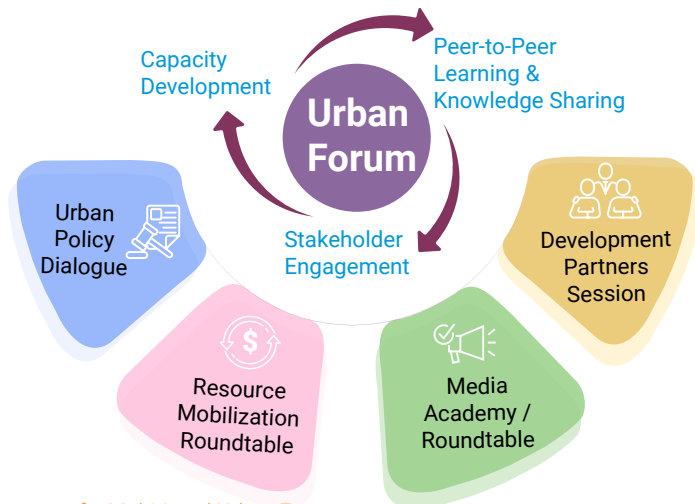 Capacity
Development
Peer-to-Peer
Learning &
Knowledge Sharing
Urban
Forum
Stakeholder
Engagement
Urban
Policy
Dialogue
$
Resource
Mobilization
Roundtable
Media
Academy /
Roundtable
Development
Partners
Session